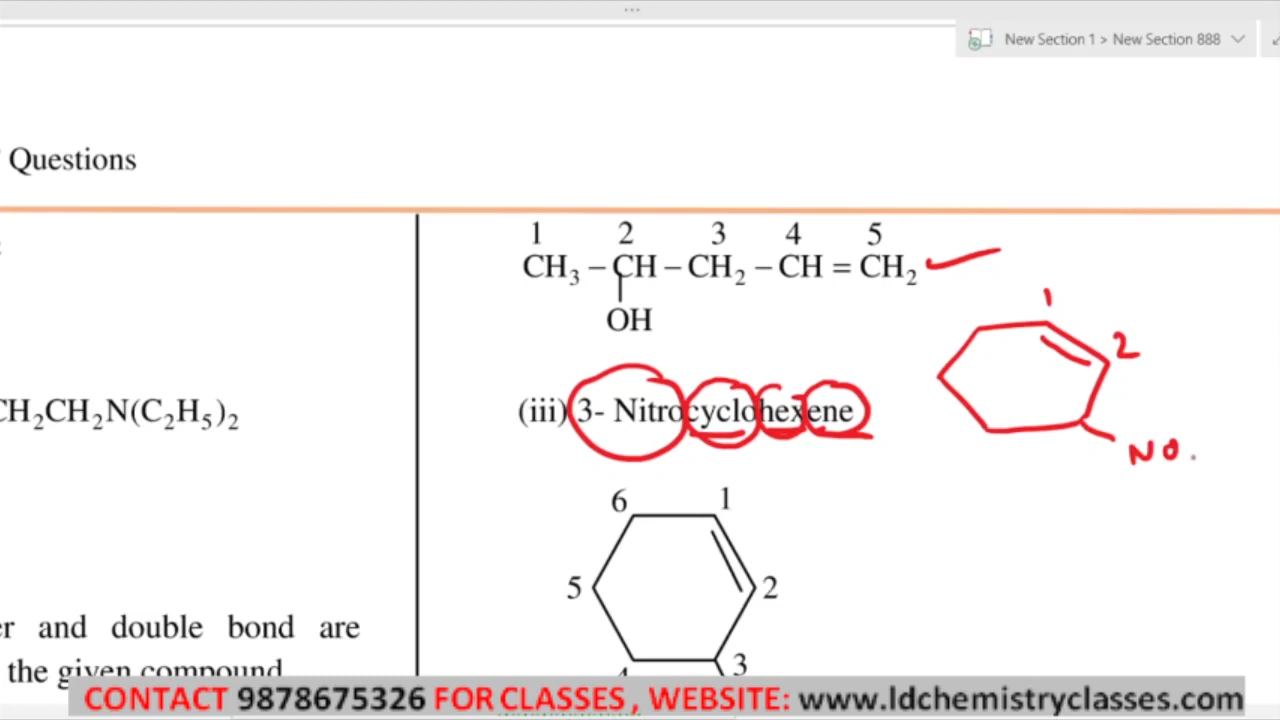 New Section 1 > New Section 888
Questions
1 2 3 4 5
CH₃ – CH – CH₂ – CH = CH₂
OH
1
2
CH₂CH₂N(C₂H₅)₂
(iii) 3- Nitrocyclohexene
NO
6 1
5 2
3
and double bond are
the given compound
CONTACT 9878675326 FOR CLASSES , WEBSITE: www.ldchemistryclasses.com